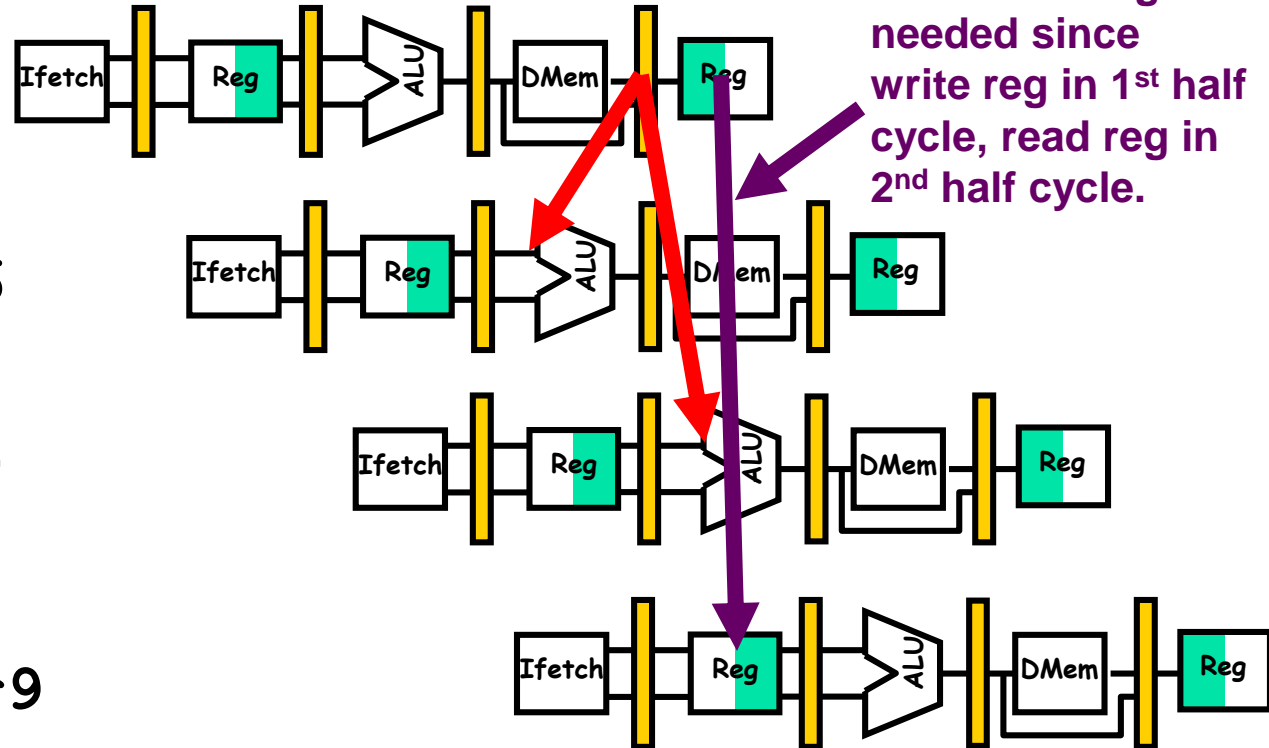 needed since
write reg in 1st half
cycle, read reg in
2nd half cycle.
Ifetch Reg ALU DMem Reg
Ifetch Reg ALU DMem Reg
Ifetch Reg ALU DMem Reg
Ifetch Reg ALU DMem Reg
9